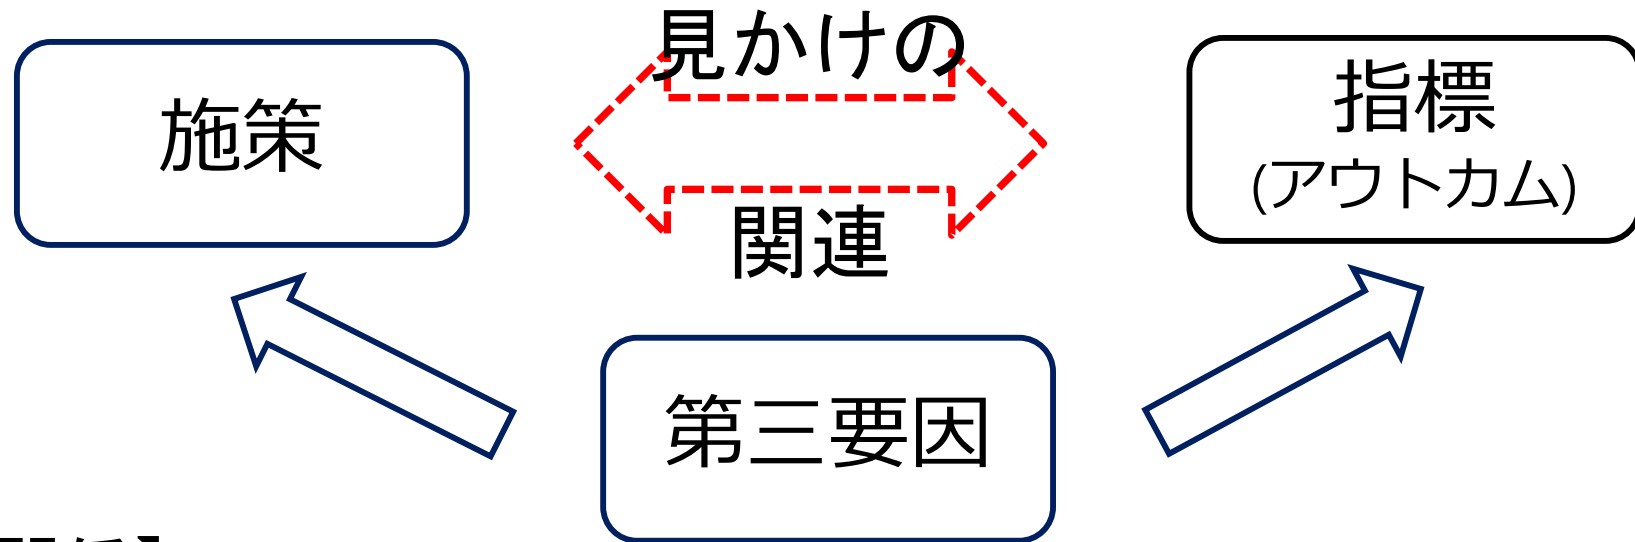 見かけの
施策
指標
(アウトカム)
関連
第三要因